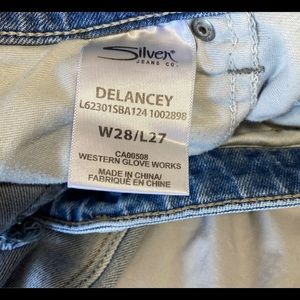 Silver
JEANS CO.
DELANCEY
L62301SBA124 1002898
W28/L27
CA00508
WESTERN GLOVE WORKS
MADE IN CHINA/
FABRIQUÉ EN CHINE